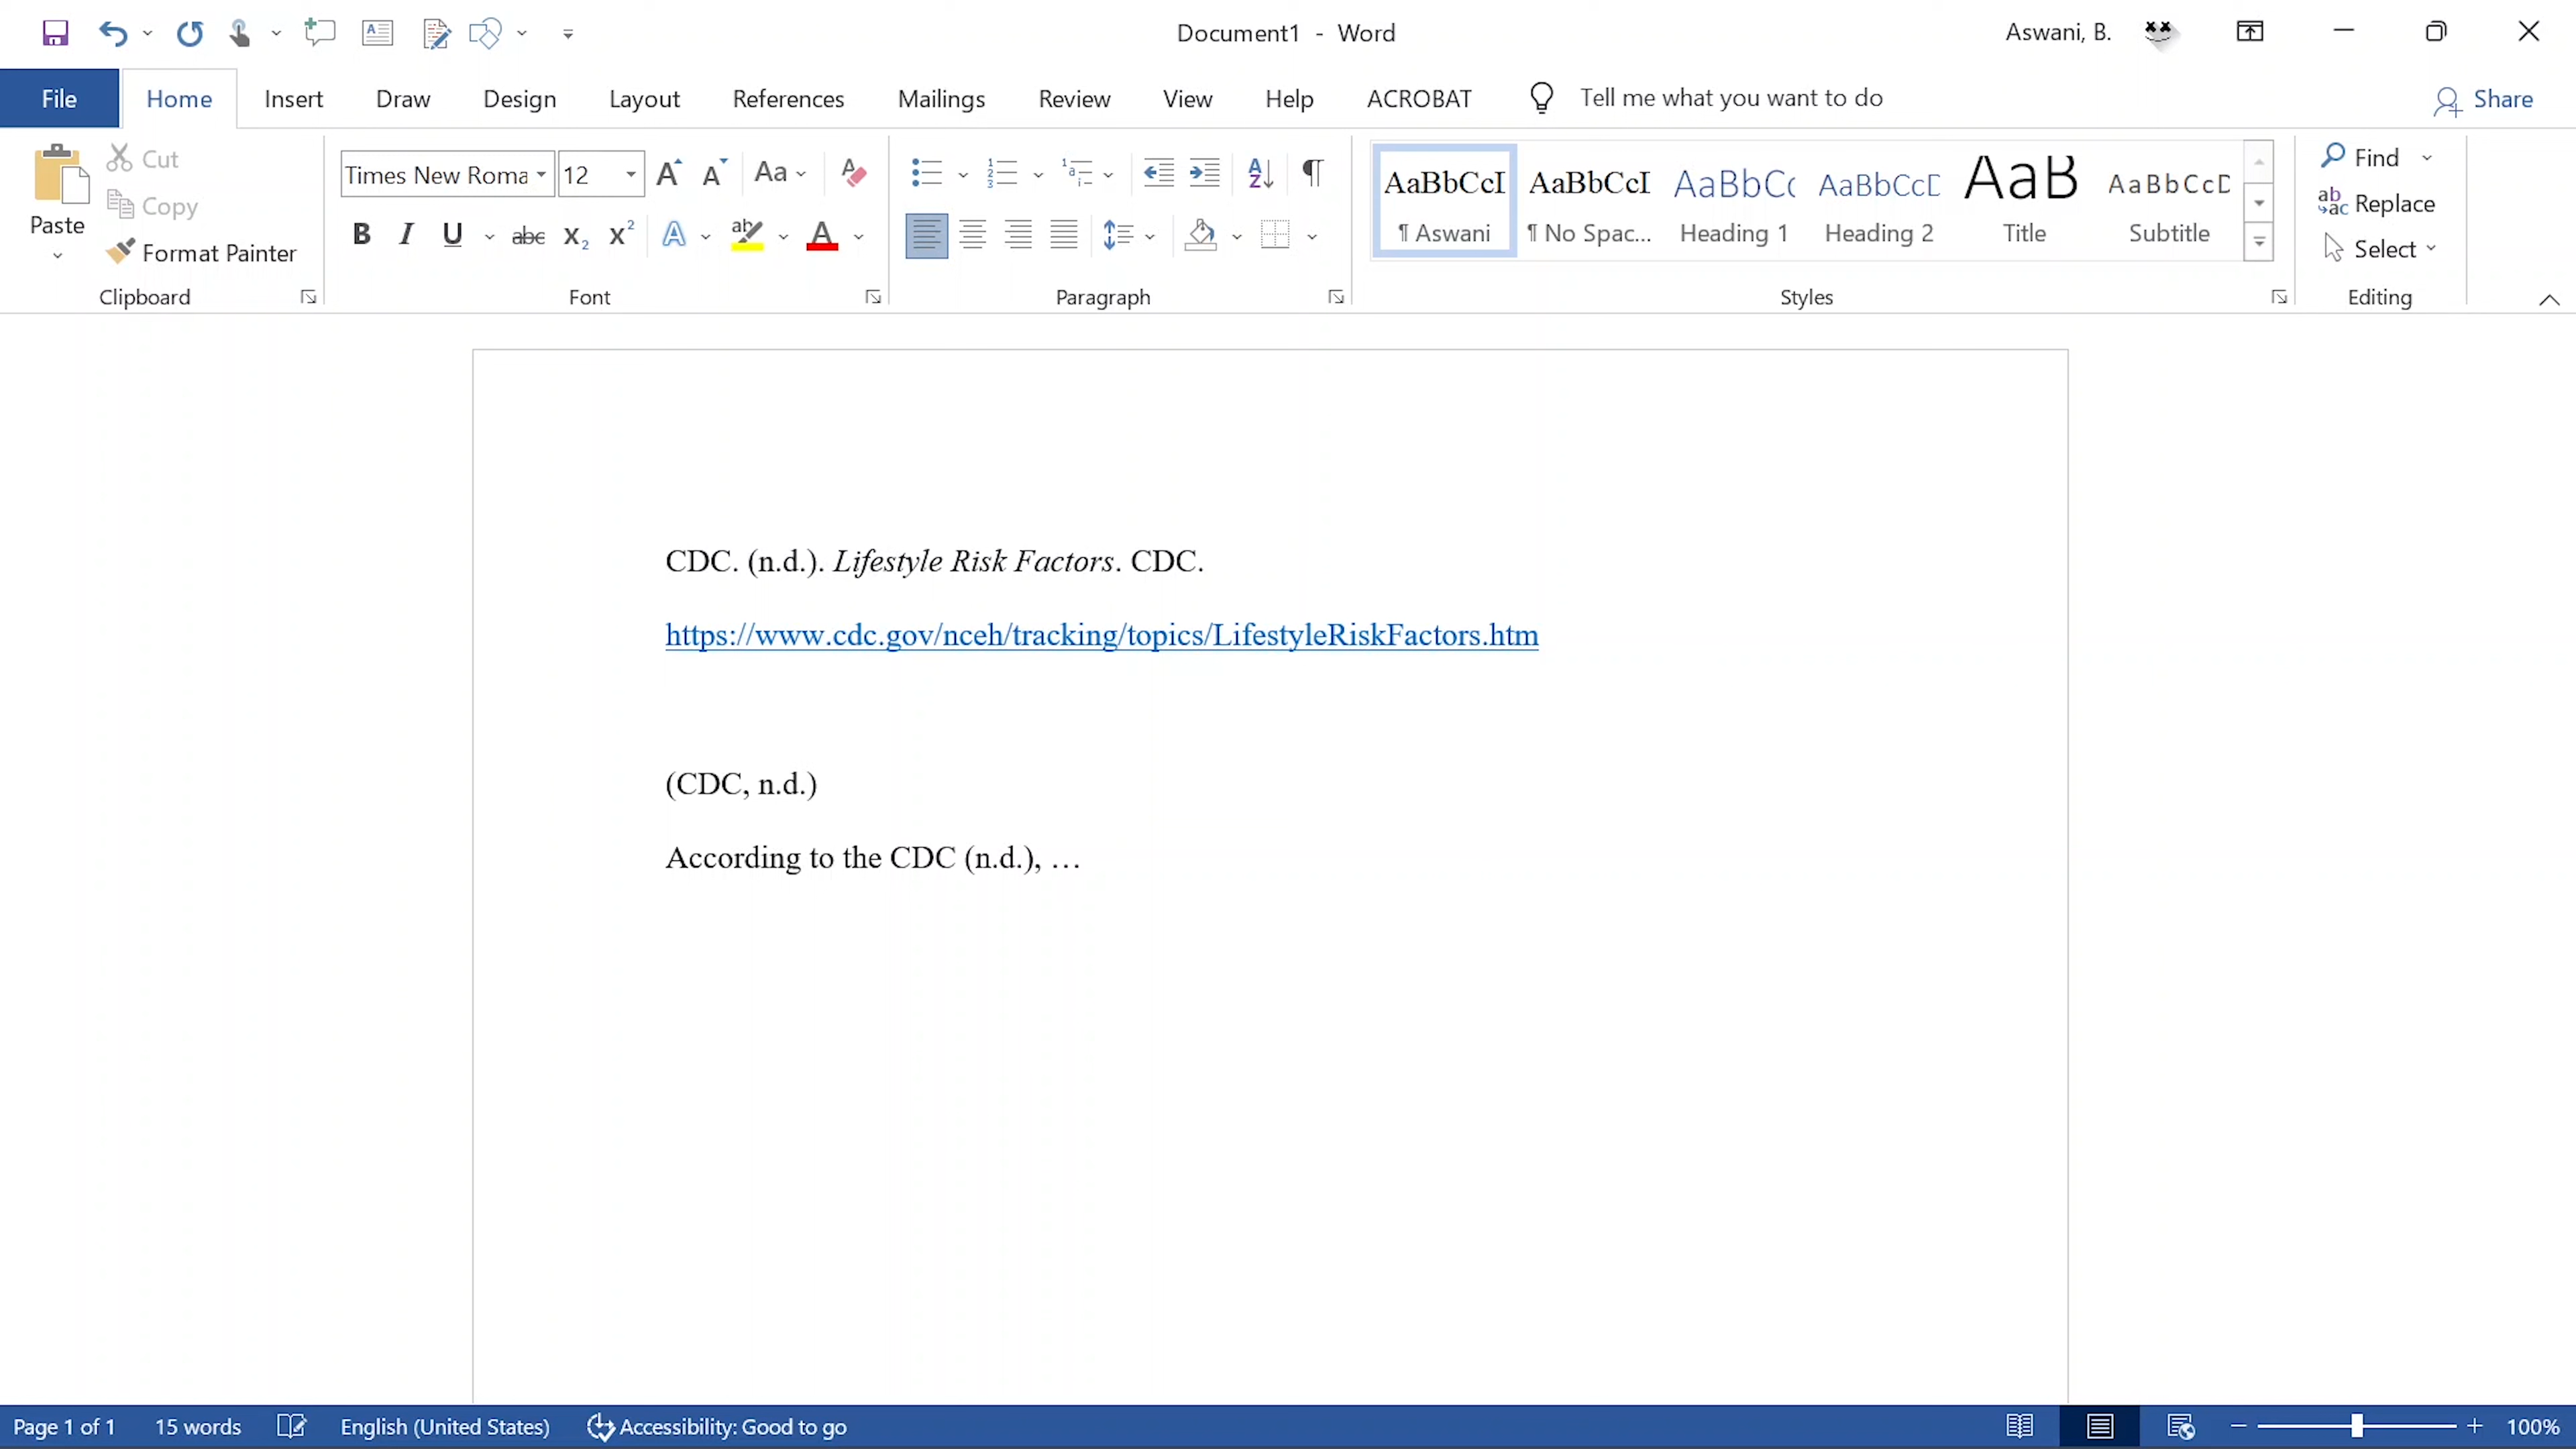 Document1 - Word
Aswani, B.
File Home Insert Draw Design Layout References Mailings Review View Help ACROBAT Tell me what you want to do Share
Paste
Cut
Copy
Format Painter
Clipboard
Times New Roma 12
Aa
B I U abc X2 X2
Font
Paragraph
AaBbCcI AaBbCcI AaBbCc AaBbCcD AaB AaBbCcD
¶ Aswani ¶ No Spac... Heading 1 Heading 2 Title Subtitle
Styles
Find
Replace
Select
Editing
CDC. (n.d.). Lifestyle Risk Factors. CDC.
https://www.cdc.gov/nceh/tracking/topics/LifestyleRiskFactors.htm
(CDC, n.d.)
According to the CDC (n.d.), …
Page 1 of 1 15 words English (United States) Accessibility: Good to go 100%